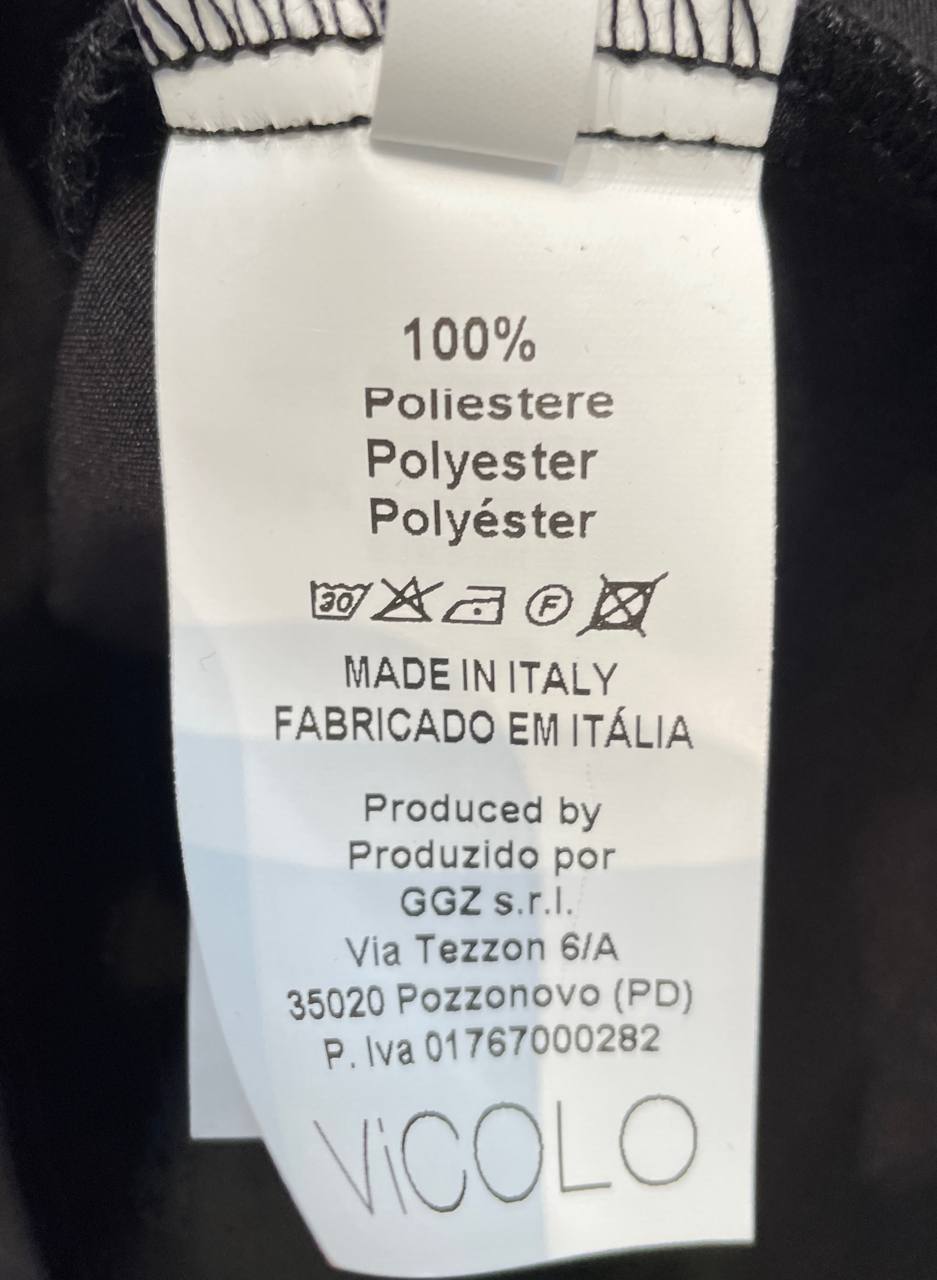 100%
Poliestere
Polyester
Polyéster
30 F
MADE IN ITALY
FABRICADO EM ITÁLIA
Produced by
Produzido por
GGZ s.r.l.
Via Tezzon 6/A
35020 Pozzonovo (PD)
P. Iva 01767000282
ViCOLO